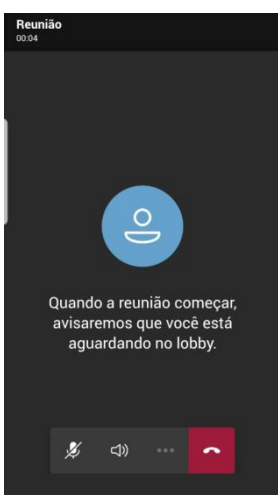 Reunião
00:04
Quando a reunião começar,
avisaremos que você está
aguardando no lobby.